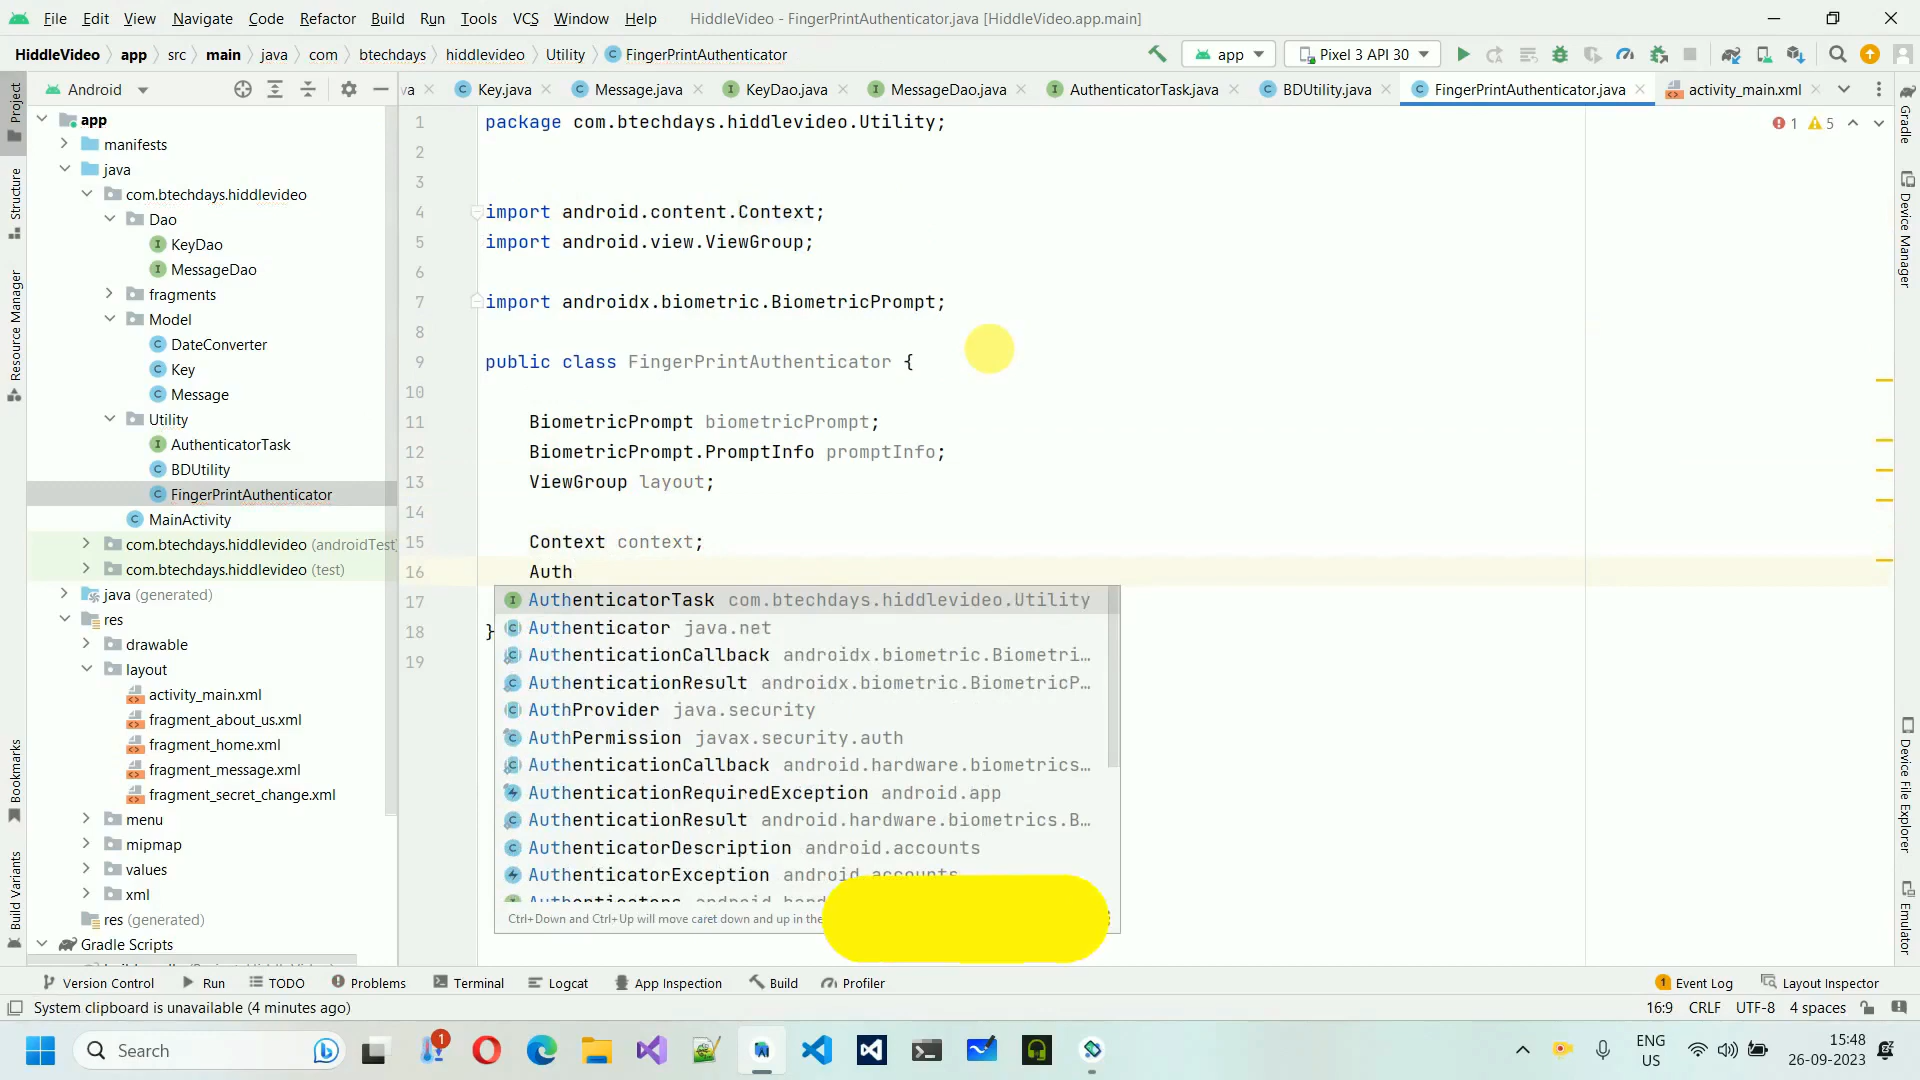 File Edit View Navigate Code Refactor Build Run Tools VCS Window Help HiddleVideo - FingerPrintAuthenticator.java [HiddleVideo.app.main]
HiddleVideo app src main java com btechdays hiddlevideo Utility FingerPrintAuthenticator app Pixel 3 API 30
Android
va Key.java Message.java KeyDao.java MessageDao.java AuthenticatorTask.java BDUtility.java FingerPrintAuthenticator.java activity_main.xml
Project
Structure
Resource Manager
Bookmarks
Build Variants
app
manifests
java
com.btechdays.hiddlevideo
Dao
KeyDao
MessageDao
fragments
Model
DateConverter
Key
Message
Utility
AuthenticatorTask
BDUtility
FingerPrintAuthenticator
MainActivity
com.btechdays.hiddlevideo (androidTest)
com.btechdays.hiddlevideo (test)
java (generated)
res
drawable
layout
activity_main.xml
fragment_about_us.xml
fragment_home.xml
fragment_message.xml
fragment_secret_change.xml
menu
mipmap
values
xml
res (generated)
Gradle Scripts
1 package com.btechdays.hiddlevideo.Utility;
2
3
4 import android.content.Context;
5 import android.view.ViewGroup;
6
7 import androidx.biometric.BiometricPrompt;
8
9 public class FingerPrintAuthenticator {
10
11 BiometricPrompt biometricPrompt;
12 BiometricPrompt.PromptInfo promptInfo;
13 ViewGroup layout;
14
15 Context context;
16 Auth
17
18 }
19
1 5
AuthenticatorTask com.btechdays.hiddlevideo.Utility
Authenticator java.net
AuthenticationCallback androidx.biometric.Biometri…
AuthenticationResult androidx.biometric.BiometricP…
AuthProvider java.security
AuthPermission javax.security.auth
AuthenticationCallback android.hardware.biometrics…
AuthenticationRequiredException android.app
AuthenticationResult android.hardware.biometrics.B…
AuthenticatorDescription android.accounts
AuthenticatorException android.accounts
Ctrl+Down and Ctrl+Up will move caret down and up in the
Gradle
Device Manager
Device File Explorer
Emulator
Version Control Run TODO Problems Terminal Logcat App Inspection Build Profiler 1 Event Log Layout Inspector
System clipboard is unavailable (4 minutes ago) 16:9 CRLF UTF-8 4 spaces
Search 1 ENG
US 15:48
26-09-2023